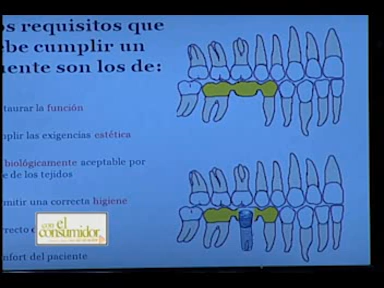 os requisitos que
ebe cumplir un
uente son los de:
taurar la función
plir las exigencias estética
biológicamente aceptable por
e de los tejidos
mitir una correcta higiene
con el
consumidor
rrecto
nfort del paciente